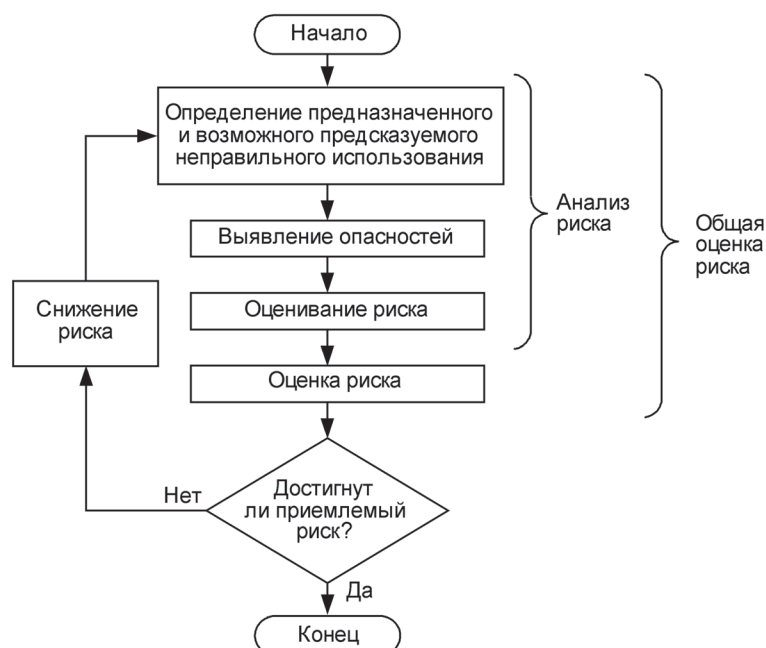 Начало
Определение предназначенного
и возможного предсказуемого
неправильного использования
Выявление опасностей
Оценивание риска
Оценка риска
Анализ
риска
Общая
оценка
риска
Снижение
риска
Достигнут
ли приемлемый
риск?
Нет
Да
Конец